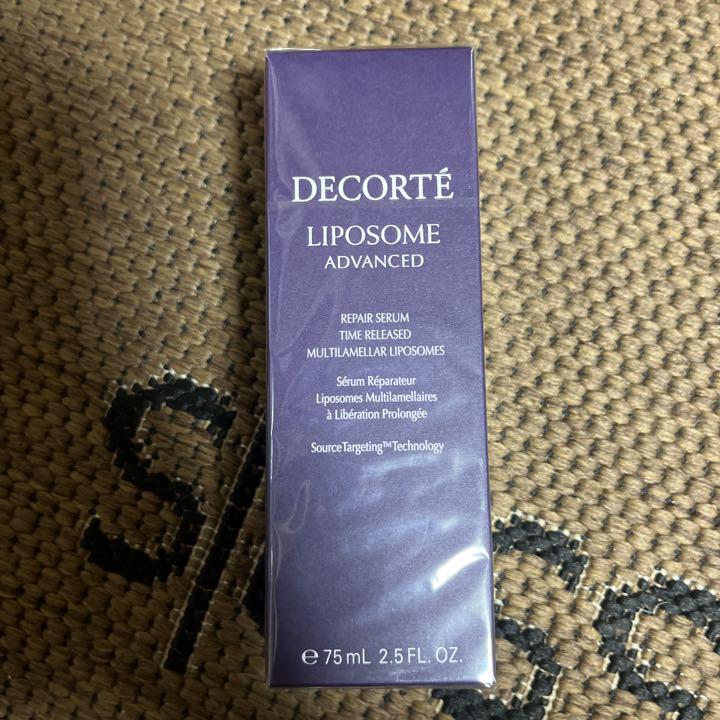 DECORTÉ
LIPOSOME
ADVANCED
REPAIR SERUM
TIME RELEASED
MULTILAMELLAR LIPOSOMES
Sérum Réparateur
Liposomes Multilamellaires
à Libération Prolongée
SourceTargeting™Technology
℮ 75 mL 2.5 FL. OZ.